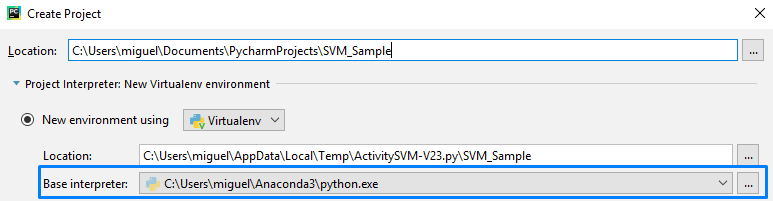 PC Create Project
Location: C:\Users\miguel\Documents\PycharmProjects\SVM_Sample ...
Project Interpreter: New Virtualenv environment
New environment using Virtualenv
Location: C:\Users\miguel\AppData\Local\Temp\ActivitySVM-V23.py\SVM_Sample ...
Base interpreter: C:\Users\miguel\Anaconda3\python.exe ...